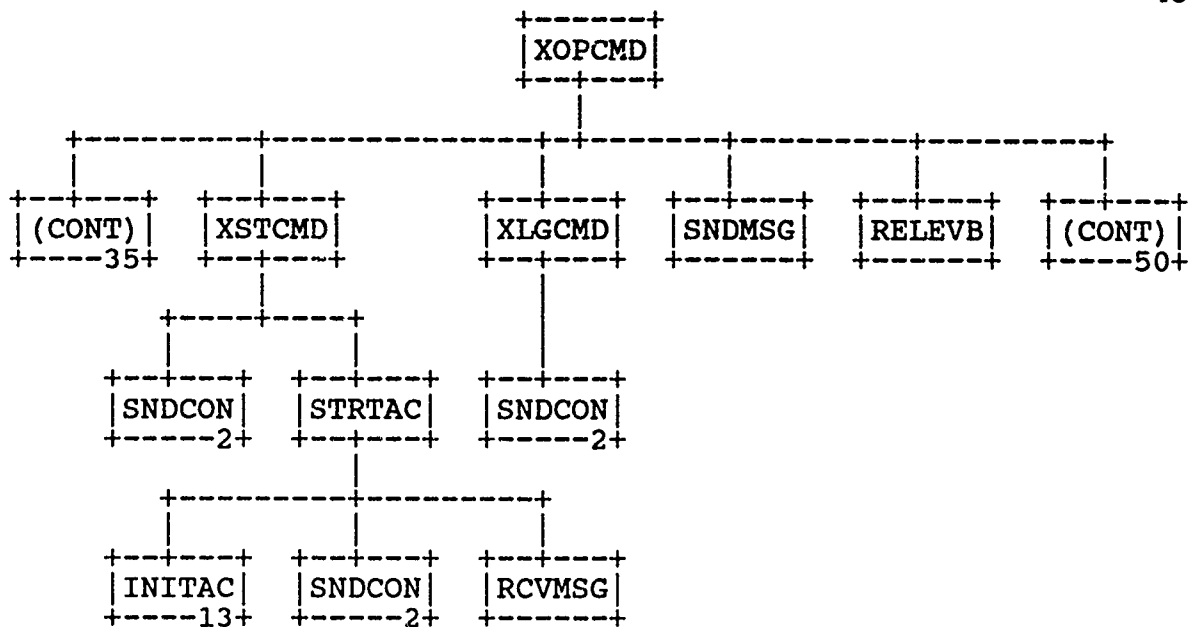 XOPCMD
(CONT) XSTCMD XLGCMD SNDMSG RELEVB (CONT)
35 50
SNDCON STRTAC SNDCON
2 2
INITAC SNDCON RCVMSG
13 2